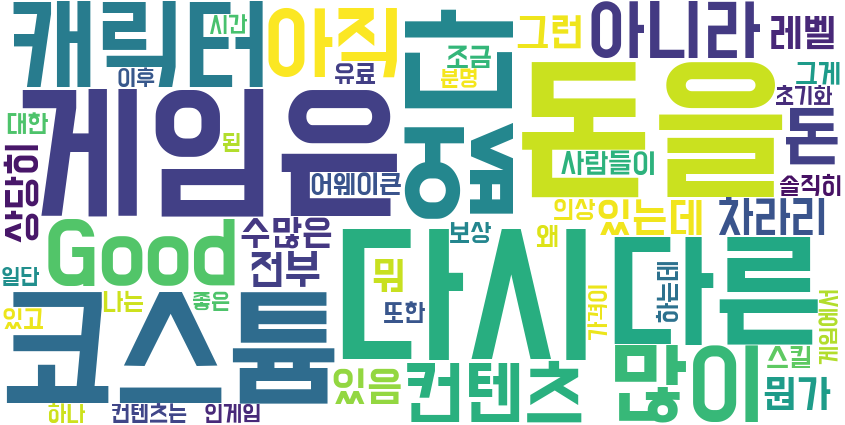 캐릭터
시간
아직
한
조금
그런
아니라
레벨
이후
유료
분명
그게
게임은
돈을
초기화
대한
된
없
돈
상당히
어웨이큰
사람들이
솔직히
Good
수많은
보상
의상
있는데
차라리
왜
일단
전부
뭐
다시
다른
있고
나는
좋은
또한
가격이
하는데
게임에서
코스튬
있음
컨텐츠
많이
스킬
뭔가
하나
컨텐츠는
인게임